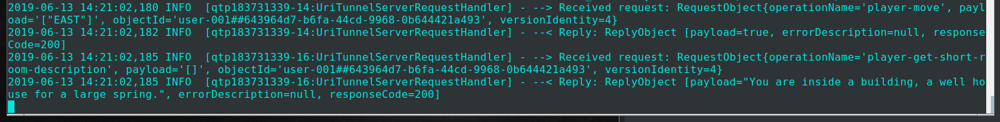 2019-06-13 14:21:02,180 INFO  [qtp183731339-14:UriTunnelServerRequestHandler] - --> Received request: RequestObject{operationName='player-move', payl
oad='["EAST"]', objectId='user-001##643964d7-b6fa-44cd-9968-0b644421a493', versionIdentity=4}
2019-06-13 14:21:02,182 INFO  [qtp183731339-14:UriTunnelServerRequestHandler] - --< Reply: ReplyObject [payload=true, errorDescription=null, response
Code=200]
2019-06-13 14:21:02,185 INFO  [qtp183731339-16:UriTunnelServerRequestHandler] - --> Received request: RequestObject{operationName='player-get-short-r
oom-description', payload='[]', objectId='user-001##643964d7-b6fa-44cd-9968-0b644421a493', versionIdentity=4}
2019-06-13 14:21:02,185 INFO  [qtp183731339-16:UriTunnelServerRequestHandler] - --< Reply: ReplyObject [payload="You are inside a building, a well ho
use for a large spring.", errorDescription=null, responseCode=200]